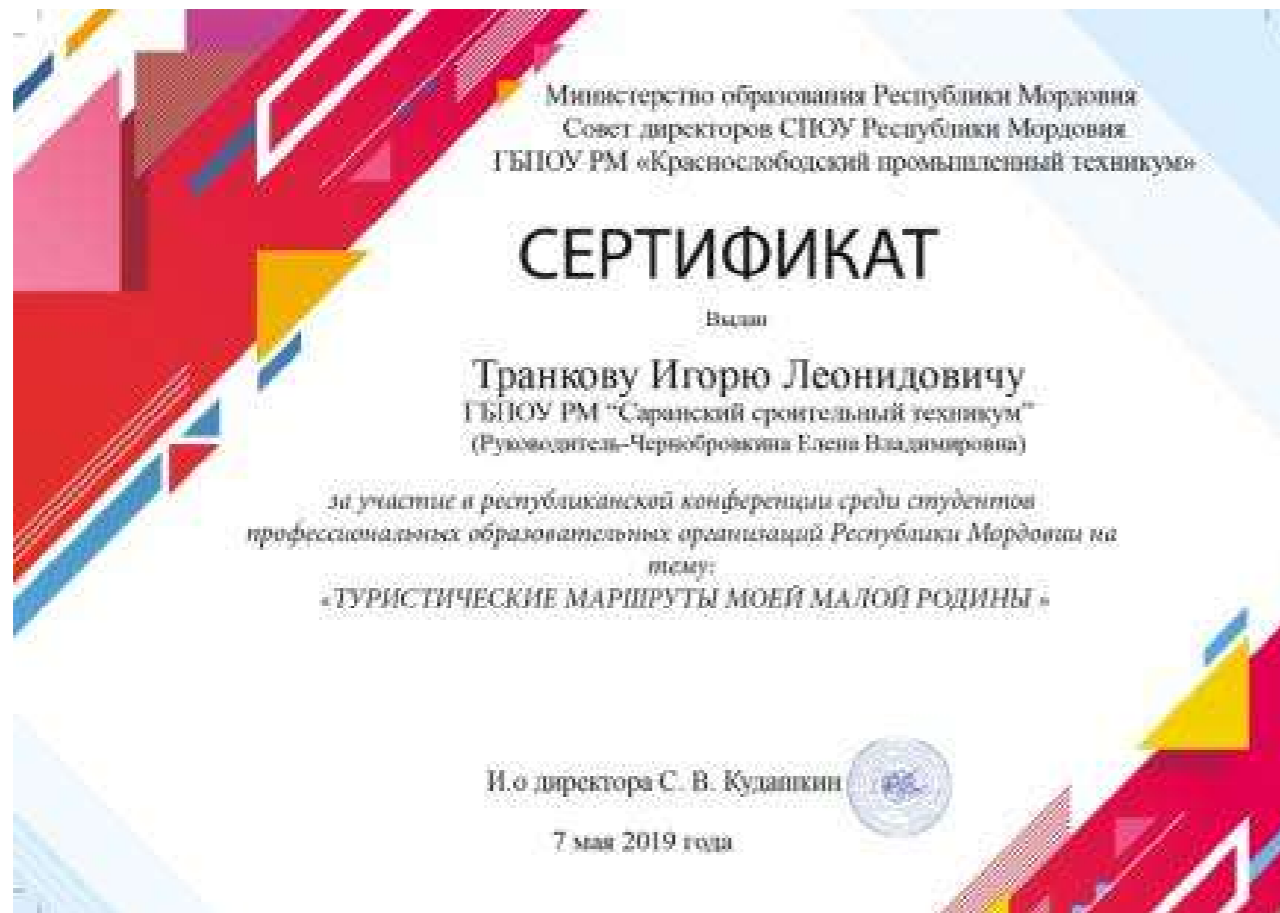 Министерство образования Республики Мордовия
Совет директоров СПОУ Республики Мордовия
ГБПОУ РМ «Краснослободский промышленный техникум»
СЕРТИФИКАТ
Выдан
Транкову Игорю Леонидовичу
ГБПОУ РМ “Саранский сроительный техникум”
(Руководитель-Чернобровкина Елена Владимировна)
за участие в республиканской конференции среди студентов
профессиональных образовательных организаций Республики Мордовии на
тему:
«ТУРИСТИЧЕСКИЕ МАРШРУТЫ МОЕЙ МАЛОЙ РОДИНЫ »
И.о директора С. В. Кудашкин
7 мая 2019 года